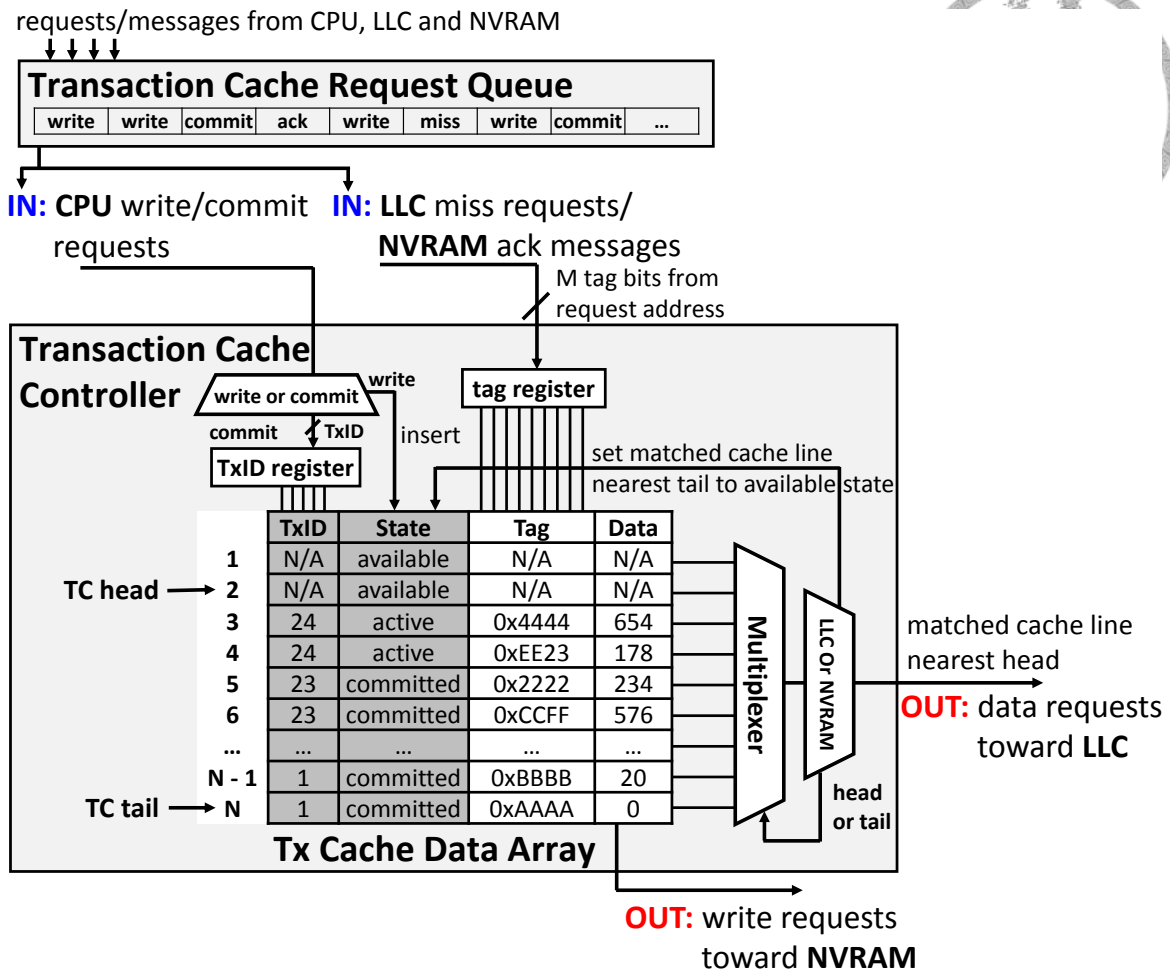 requests/messages from CPU, LLC and NVRAM
Transaction Cache Request Queue
write write commit ack write miss write commit ...
IN: CPU write/commit requests
IN: LLC miss requests/
NVRAM ack messages
M tag bits from
request address
Transaction Cache
Controller
write or commit
write
commit
TxID
insert
tag register
TxID register
set matched cache line
nearest tail to available state
TxID State Tag Data
1 N/A available N/A N/A
TC head 2 N/A available N/A N/A
3 24 active 0x4444 654
4 24 active 0xEE23 178
5 23 committed 0x2222 234
6 23 committed 0xCCFF 576
... ... ... ... ...
N - 1 1 committed 0xBBBB 20
TC tail N 1 committed 0xAAAA 0
Multiplexer
LLC Or NVRAM
head
or tail
matched cache line
nearest head
OUT: data requests
toward LLC
Tx Cache Data Array
OUT: write requests
toward NVRAM